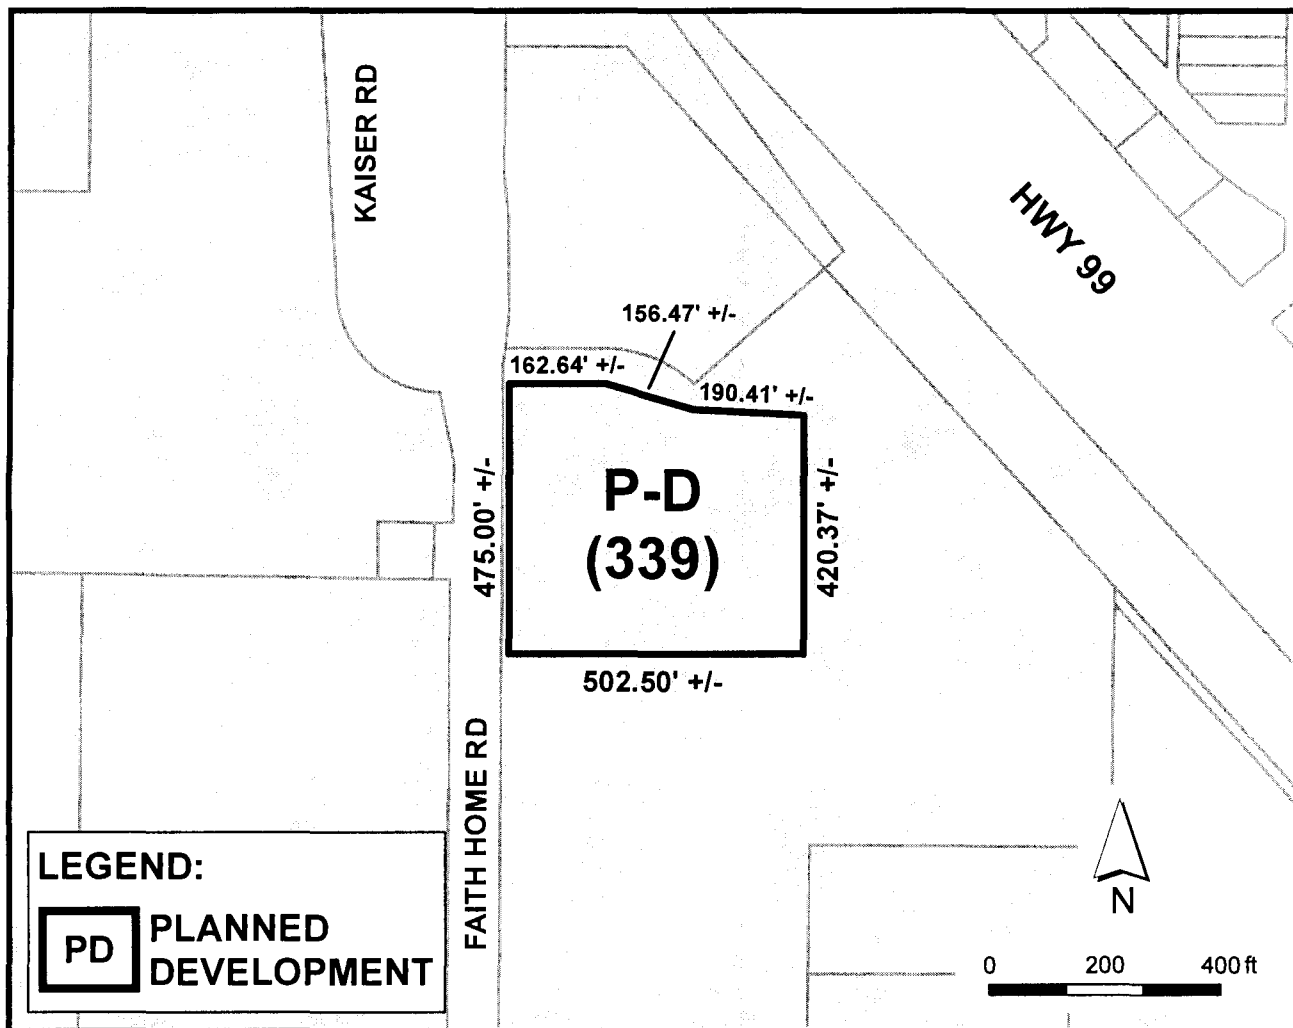 KAISER RD
HWY 99
156.47' +/-
162.64' +/-
190.41' +/-
P-D
(339)
475.00' +/-
420.37' +/-
502.50' +/-
FAITH HOME RD
LEGEND:
PD
PLANNED
DEVELOPMENT
N
0 200 400 ft